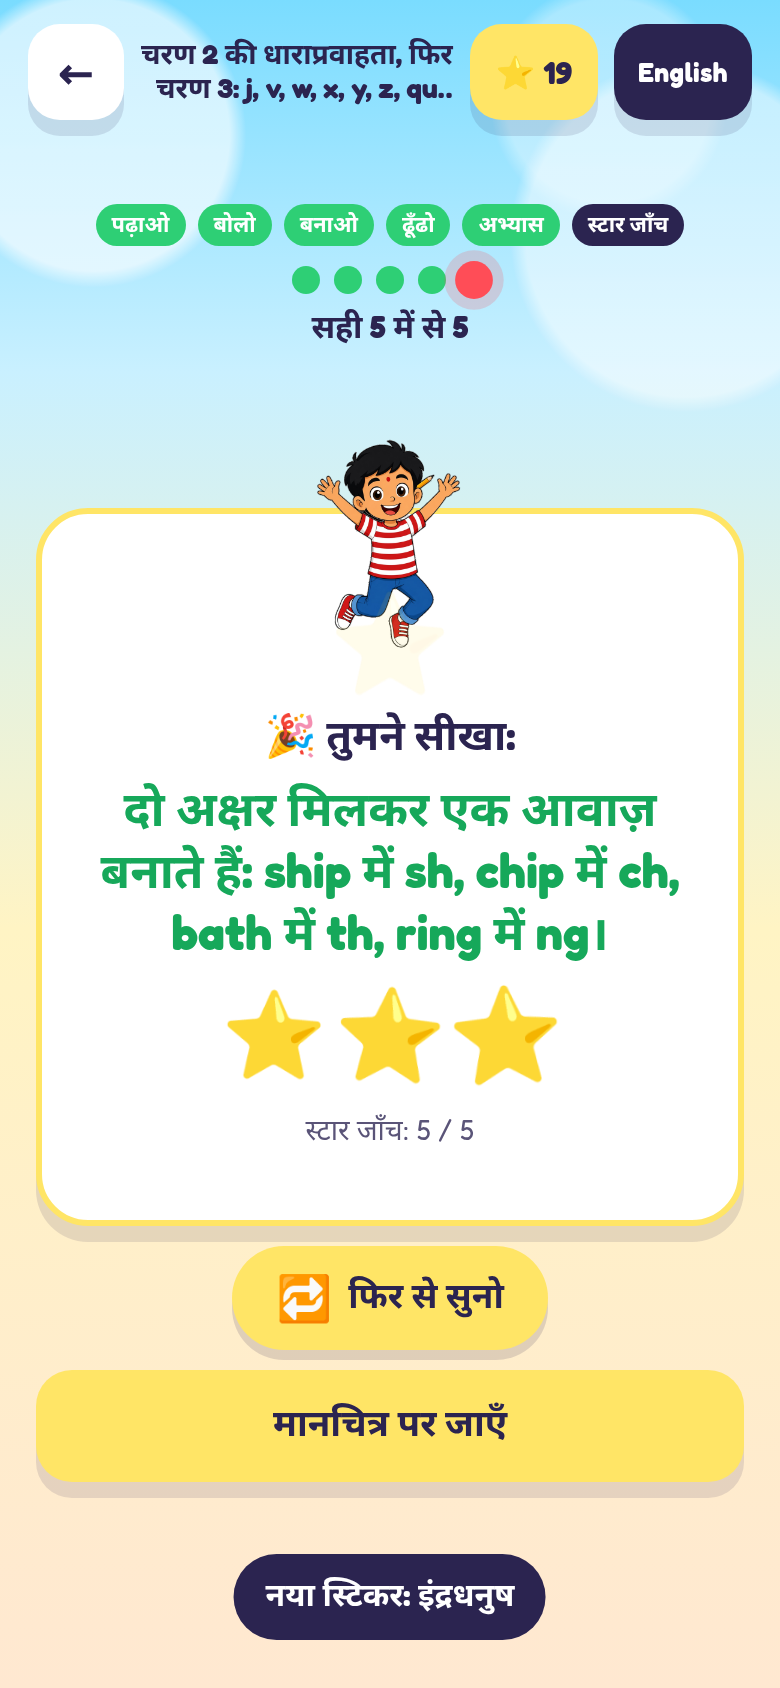 ←
चरण 2 की धाराप्रवाहता, फिर
चरण 3: j, v, w, x, y, z, qu..
19
English
पढ़ाओ
बोलो
बनाओ
ढूँढो
अभ्यास
स्टार जाँच
सही 5 में से 5
तुमने सीखा:
दो अक्षर मिलकर एक आवाज़
बनाते हैं: ship में sh, chip में ch,
bath में th, ring में ng।
स्टार जाँच: 5 / 5
फिर से सुनो
मानचित्र पर जाएँ
नया स्टिकर: इंद्रधनुष